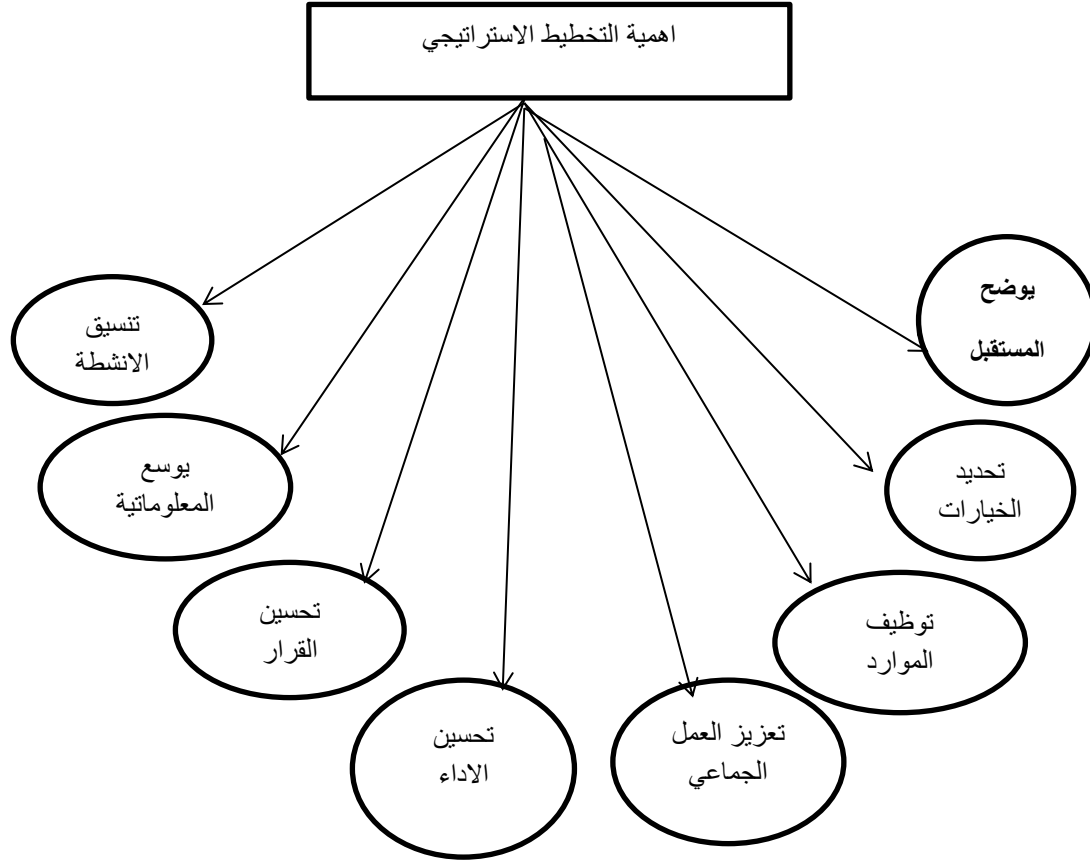 اهمية التخطيط الاستراتيجي
يوضح
المستقبل
تحديد
الخيارات
توظيف
الموارد
تعزيز العمل
الجماعي
تحسين
الاداء
تحسين
القرار
يوسع
المعلوماتية
تنسيق
الانشطة